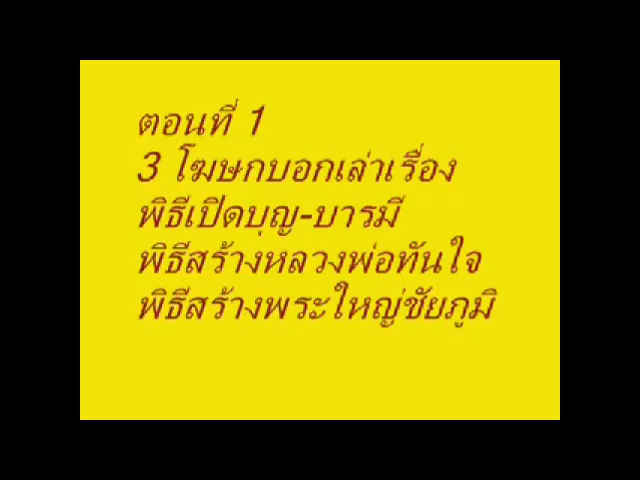 ตอนที่ 1
3 โฆษกบอกเล่าเรื่อง
พิธีเปิดบุญ-บารมี
พิธีสร้างหลวงพ่อทันใจ
พิธีสร้างพระใหญ่ชัยภูมิ